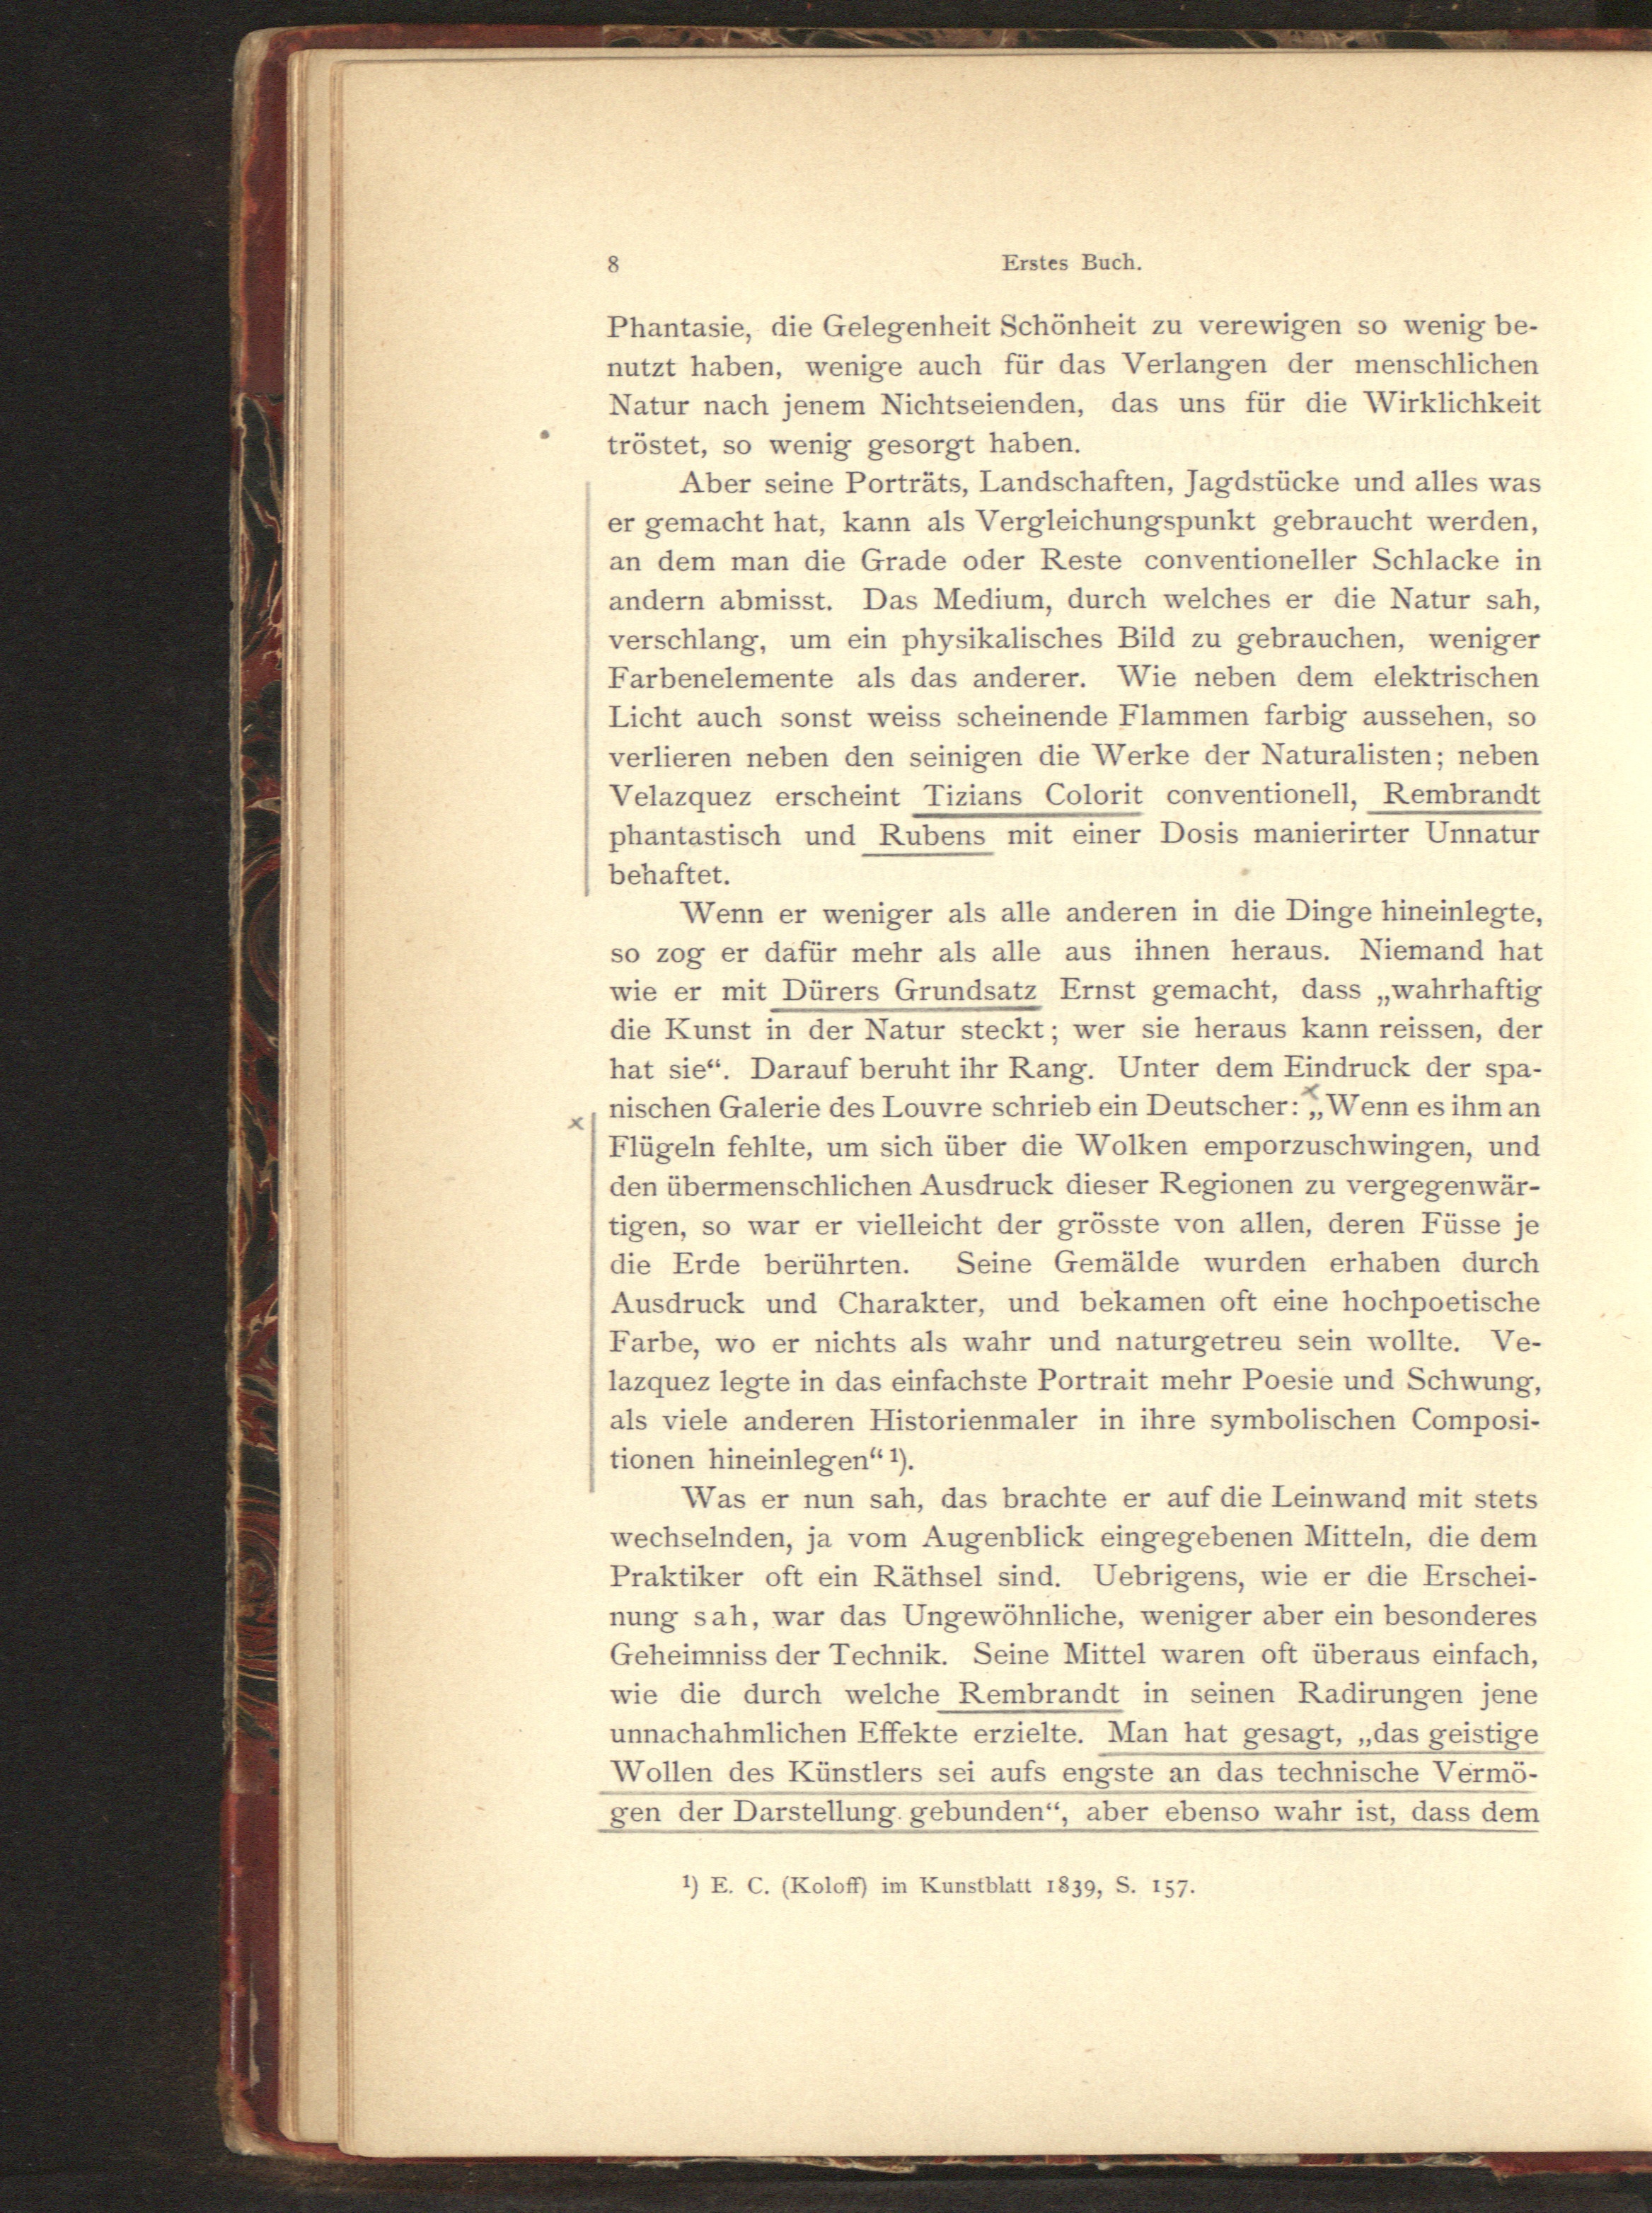 8 Erstes Buch.
Phantasie, die Gelegenheit Schönheit zu verewigen so wenig be-
nutzt haben, wenige auch für das Verlangen der menschlichen
Natur nach jenem Nichtseienden, das uns für die Wirklichkeit
tröstet, so wenig gesorgt haben.
Aber seine Porträts, Landschaften, Jagdstücke und alles was
er gemacht hat, kann als Vergleichungspunkt gebraucht werden,
an dem man die Grade oder Reste conventioneller Schlacke in
andern abmisst. Das Medium, durch welches er die Natur sah,
verschlang, um ein physikalisches Bild zu gebrauchen, weniger
Farbenelemente als das anderer. Wie neben dem elektrischen
Licht auch sonst weiss scheinende Flammen farbig aussehen, so
verlieren neben den seinigen die Werke der Naturalisten; neben
Velazquez erscheint Tizians Colorit conventionell, Rembrandt
phantastisch und Rubens mit einer Dosis manierirter Unnatur
behaftet.
Wenn er weniger als alle anderen in die Dinge hineinlegte,
so zog er dafür mehr als alle aus ihnen heraus. Niemand hat
wie er mit Dürers Grundsatz Ernst gemacht, dass „wahrhaftig
die Kunst in der Natur steckt; wer sie heraus kann reissen, der
hat sie“. Darauf beruht ihr Rang. Unter dem Eindruck der spa-
nischen Galerie des Louvre schrieb ein Deutscher: „Wenn es ihm an
Flügeln fehlte, um sich über die Wolken emporzuschwingen, und
den übermenschlichen Ausdruck dieser Regionen zu vergegenwär-
tigen, so war er vielleicht der grösste von allen, deren Füsse je
die Erde berührten. Seine Gemälde wurden erhaben durch
Ausdruck und Charakter, und bekamen oft eine hochpoetische
Farbe, wo er nichts als wahr und naturgetreu sein wollte. Ve-
lazquez legte in das einfachste Portrait mehr Poesie und Schwung,
als viele anderen Historienmaler in ihre symbolischen Composi-
tionen hineinlegen“ ¹).
Was er nun sah, das brachte er auf die Leinwand mit stets
wechselnden, ja vom Augenblick eingegebenen Mitteln, die dem
Praktiker oft ein Räthsel sind. Uebrigens, wie er die Erschei-
nung sah, war das Ungewöhnliche, weniger aber ein besonderes
Geheimniss der Technik. Seine Mittel waren oft überaus einfach,
wie die durch welche Rembrandt in seinen Radirungen jene
unnachahmlichen Effekte erzielte. Man hat gesagt, „das geistige
Wollen des Künstlers sei aufs engste an das technische Vermö-
gen der Darstellung gebunden“, aber ebenso wahr ist, dass dem
¹) E. C. (Koloff) im Kunstblatt 1839, S. 157.